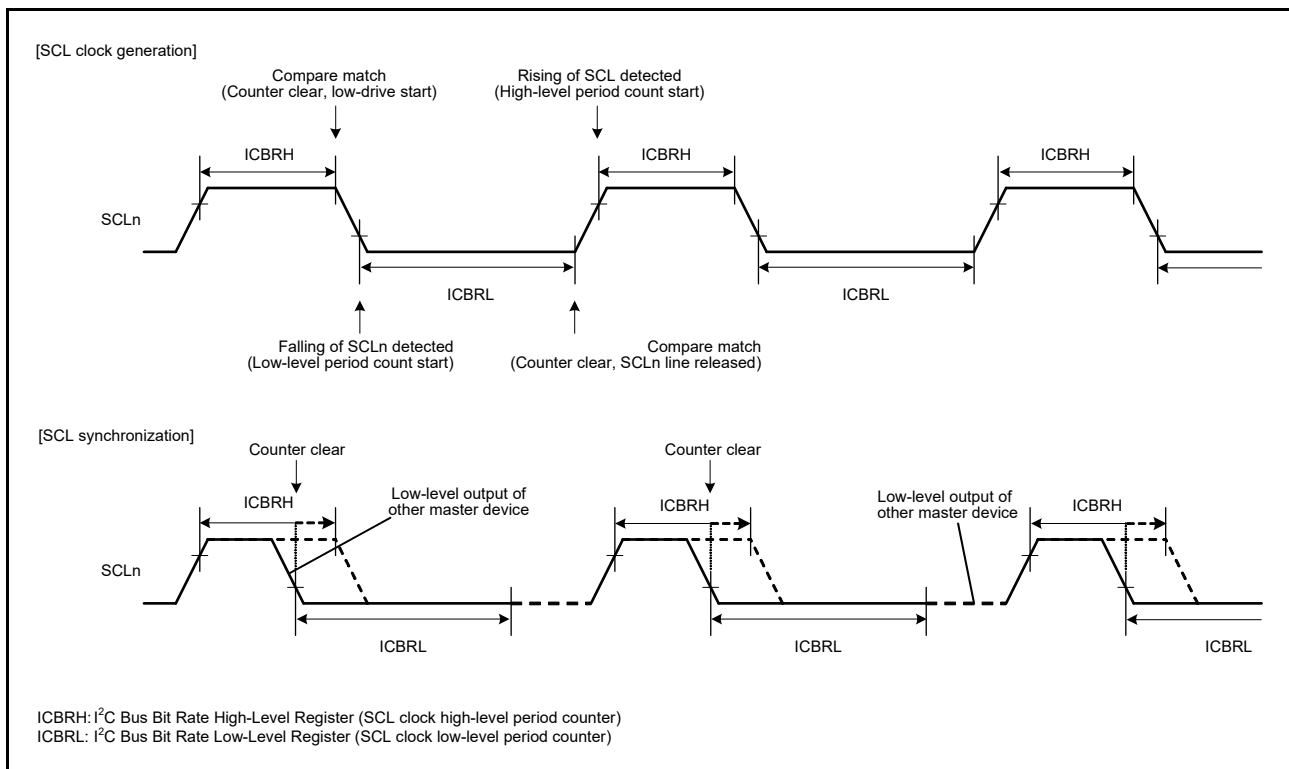 [SCL clock generation]
Compare match
(Counter clear, low-drive start)
Rising of SCL detected
(High-level period count start)
ICBRH
ICBRH
ICBRH
SCLn
ICBRL
ICBRL
Falling of SCLn detected
(Low-level period count start)
Compare match
(Counter clear, SCLn line released)
[SCL synchronization]
Counter clear
Counter clear
ICBRH
Low-level output of
other master device
ICBRH
Low-level output of
other master device
ICBRH
SCLn
ICBRL
ICBRL
ICBRL
ICBRH: I²C Bus Bit Rate High-Level Register (SCL clock high-level period counter)
ICBRL: I²C Bus Bit Rate Low-Level Register (SCL clock low-level period counter)